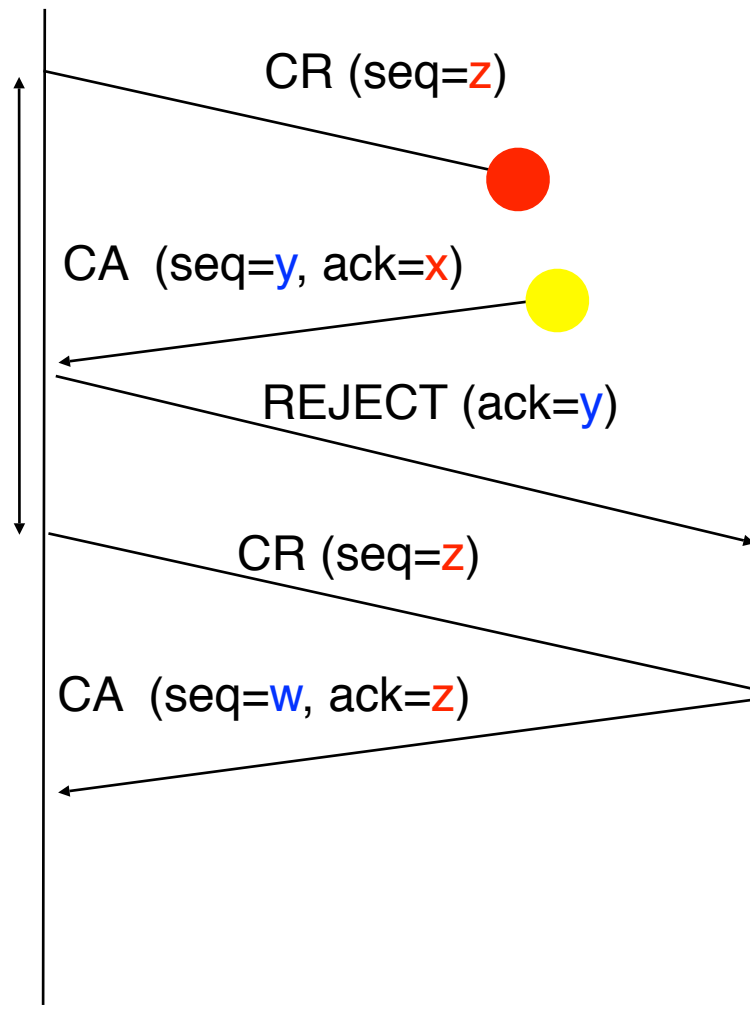 CR (seq=z)
CA (seq=y, ack=x)
REJECT (ack=y)
CR (seq=z)
CA (seq=w, ack=z)